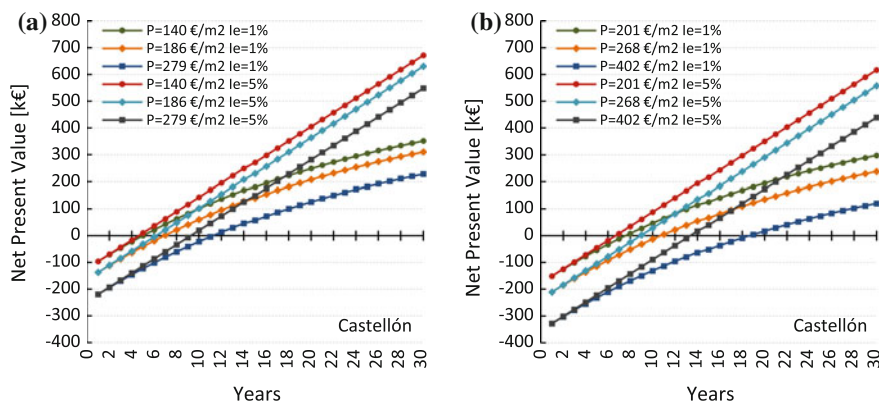 (a)
Net Present Value [k€]
800
700
600
500
400
300
200
100
0
-100
-200
-300
-400
P=140 €/m2 Ie=1%
P=186 €/m2 Ie=1%
P=279 €/m2 Ie=1%
P=140 €/m2 Ie=5%
P=186 €/m2 Ie=5%
P=279 €/m2 Ie=5%
Castellón
0 2 4 6 8 10 12 14 16 18 20 22 24 26 28 30
Years
(b)
Net Present Value [k€]
800
700
600
500
400
300
200
100
0
-100
-200
-300
-400
P=201 €/m2 Ie=1%
P=268 €/m2 Ie=1%
P=402 €/m2 Ie=1%
P=201 €/m2 Ie=5%
P=268 €/m2 Ie=5%
P=402 €/m2 Ie=5%
Castellón
0 2 4 6 8 10 12 14 16 18 20 22 24 26 28 30
Years